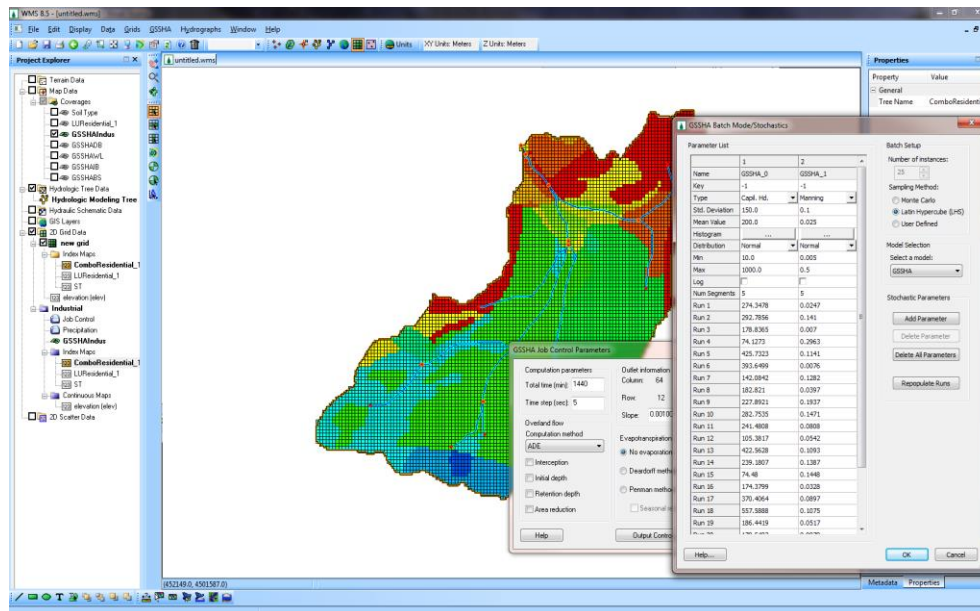 WMS 8.5 - [untitled.wms]
File Edit Display Data Grids GSSHA Hydrographs Window Help
Units XY Units: Meters Z Units: Meters
Project Explorer
Terrain Data
Map Data
Coverages
Soil Type
LUResidential_1
GSSHAIndus
GSSHADB
GSSHAWL
GSSHAIB
GSSHABS
Hydrologic Tree Data
Hydrologic Modeling Tree
Hydraulic Schematic Data
GIS Layers
2D Grid Data
new grid
Index Maps
ComboResidential_1
LUResidential_1
ST
elevation (elev)
Industrial
Job Control
Precipitation
GSSHAIndus
Index Maps
ComboResidential_1
LUResidential_1
ST
Continuous Maps
elevation (elev)
2D Scatter Data
untitled.wms
(452149.0, 4501587.0)
GSSHA Job Control Parameters
Computation parameters
Total time (min): 1440
Time step (sec): 5
Overland flow
Computation method
ADE
Interception
Initial depth
Retention depth
Area reduction
Help
Outlet information
Column: 64
Row: 12
Slope: 0.00100
Evapotranspiration
No evaporation
Deardorff metho
Penman method
Seasonal
Output Contro
Properties
Property Value
General
Tree Name ComboResidenti
GSSHA Batch Mode/Stochastics
Parameter List
1 2
Name GSSHA_0 GSSHA_1
Key -1 -1
Type Capil. Hd. Manning
Std. Deviation 150.0 0.1
Mean Value 200.0 0.025
Histogram ... ...
Distribution Normal Normal
Min 10.0 0.005
Max 1000.0 0.5
Log
Num Segments 5 5
Run 1 274.3478 0.0247
Run 2 292.7856 0.141
Run 3 178.8365 0.007
Run 4 74.1273 0.2963
Run 5 425.7323 0.1141
Run 6 393.6499 0.0076
Run 7 142.0842 0.1282
Run 8 182.821 0.0397
Run 9 227.8921 0.1937
Run 10 282.7535 0.1471
Run 11 241.4808 0.0808
Run 12 105.3817 0.0542
Run 13 422.5628 0.1093
Run 14 239.1807 0.1387
Run 15 74.48 0.1448
Run 16 174.3799 0.0328
Run 17 370.4064 0.0897
Run 18 557.5888 0.1075
Run 19 186.4419 0.0517
Help...
Batch Setup
Number of instances:
25
Sampling Method:
Monte Carlo
Latin Hypercube (LHS)
User Defined
Model Selection
Select a model:
GSSHA
Stochastic Parameters
Add Parameter
Delete Parameter
Delete All Parameters
Repopulate Runs
OK Cancel
Metadata Properties